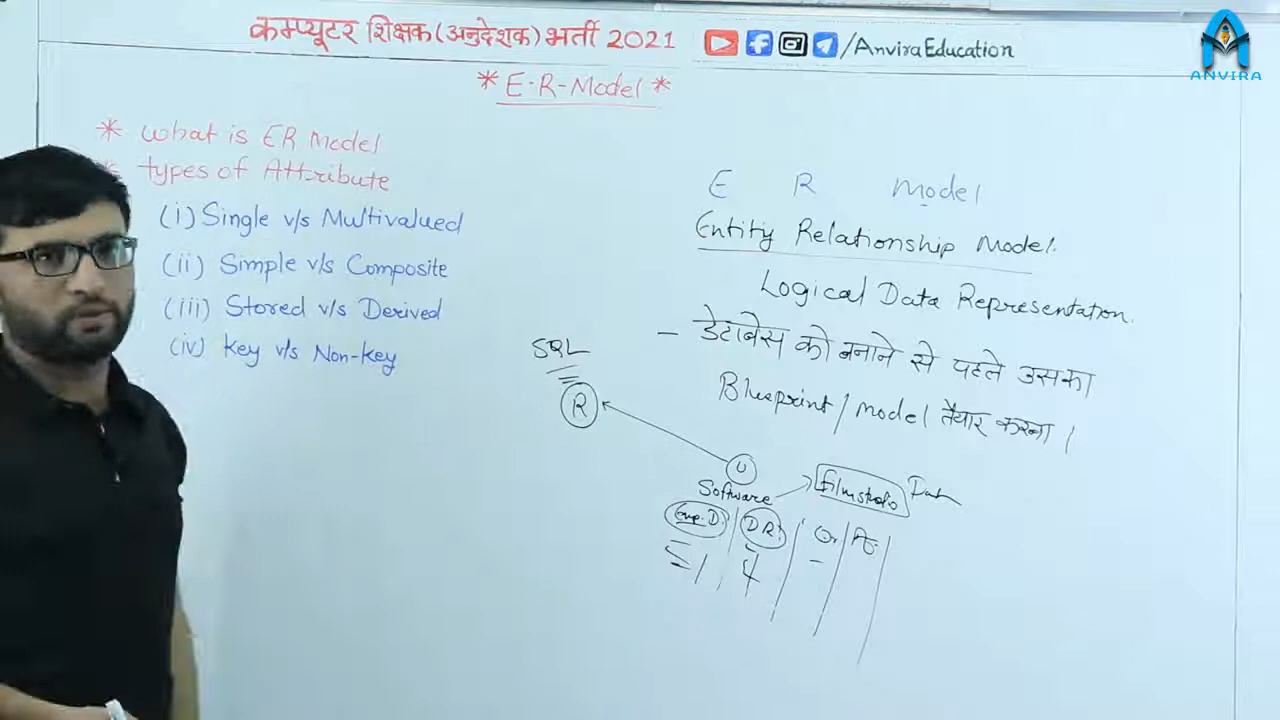 कम्प्यूटर शिक्षक (अनुदेशक) भर्ती 2021
/AnviraEducation
ANVIRA
* E-R-Model *
* What is ER Model
* types of Attribute
(i) Single v/s Multivalued
(ii) Simple v/s Composite
(iii) Stored v/s Derived
(iv) Key v/s Non-key
E R Model
Entity Relationship Model.
Logical Data Representation.
- डेटाबेस को बनाने से पहले उसका
Blueprint / model तैयार करना।
SQL
R
U
Software
Filmstudio
Emp. D.
D R.